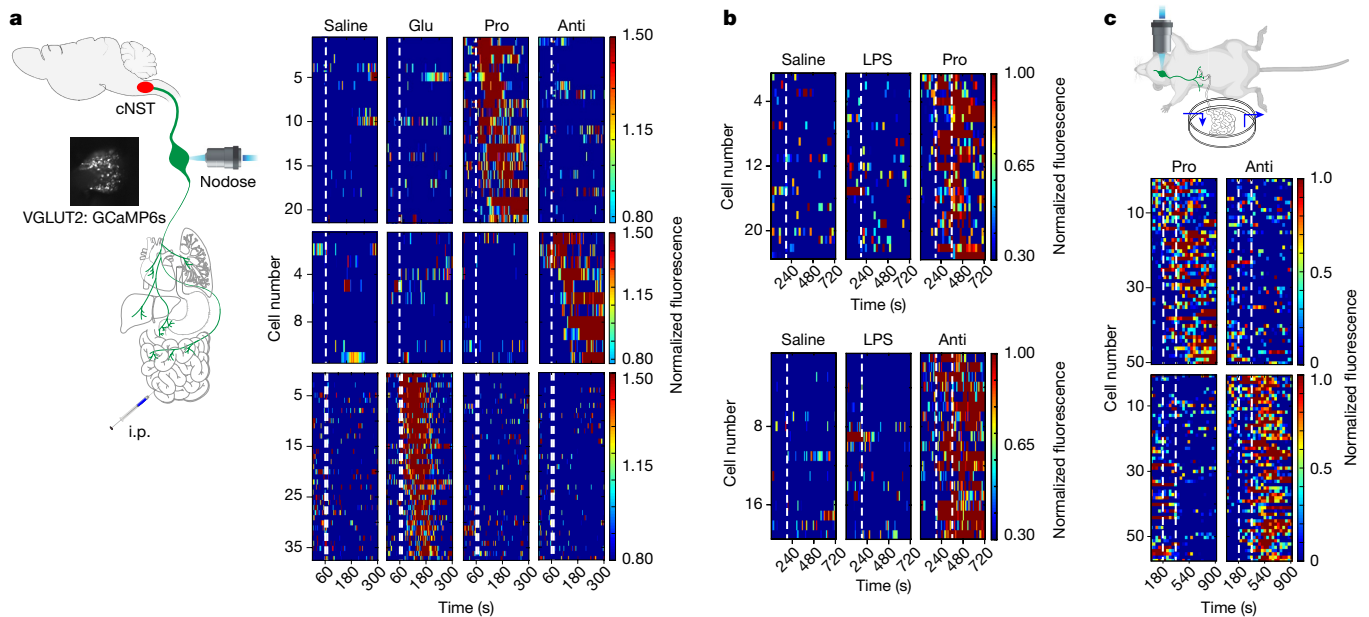 a
Saline Glu Pro Anti
cNST
Nodose
VGLUT2: GCaMP6s
i.p.
Cell number
5
10
15
20
4
8
5
15
25
35
60 180 300 60 180 300 60 180 300 60 180 300
Time (s)
1.50
1.15
0.80
1.50
1.15
0.80
1.50
1.15
0.80
Normalized fluorescence
b
Saline LPS Pro
Cell number
4
12
20
240 480 720 240 480 720 240 480 720
Time (s)
1.00
0.65
0.30
Normalized fluorescence
Saline LPS Anti
Cell number
8
16
240 480 720 240 480 720 240 480 720
Time (s)
1.00
0.65
0.30
Normalized fluorescence
c
Pro Anti
Cell number
10
30
50
10
30
50
180 540 900 180 540 900
Time (s)
1.0
0.5
0
1.0
0.5
0
Normalized fluorescence